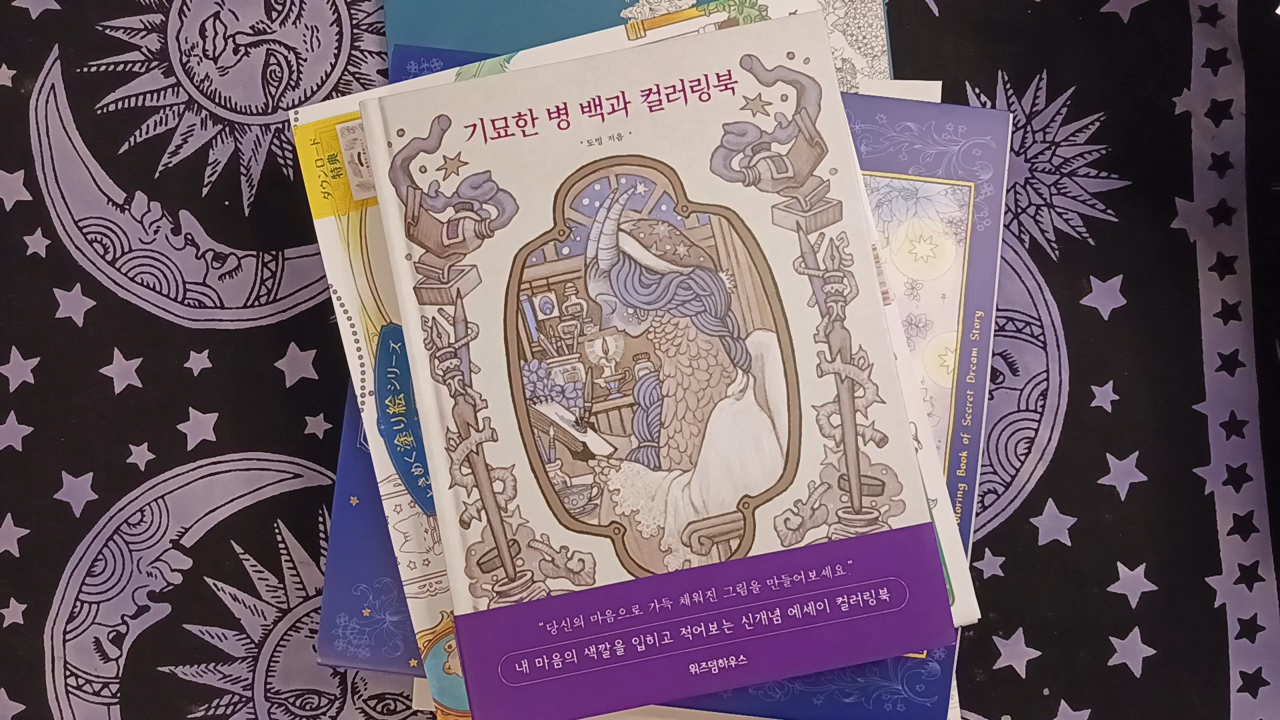 기묘한 병 백과 컬러링북
• 도밍 지음 •
"당신의 마음으로 가득 채워진 그림을 만들어보세요."
내 마음의 색깔을 입히고 적어보는 신개념 에세이 컬러링북
위즈덤하우스
ダウンロード
特典
ときめく塗り絵シリーズ
Coloring Book of Secret Dream Story